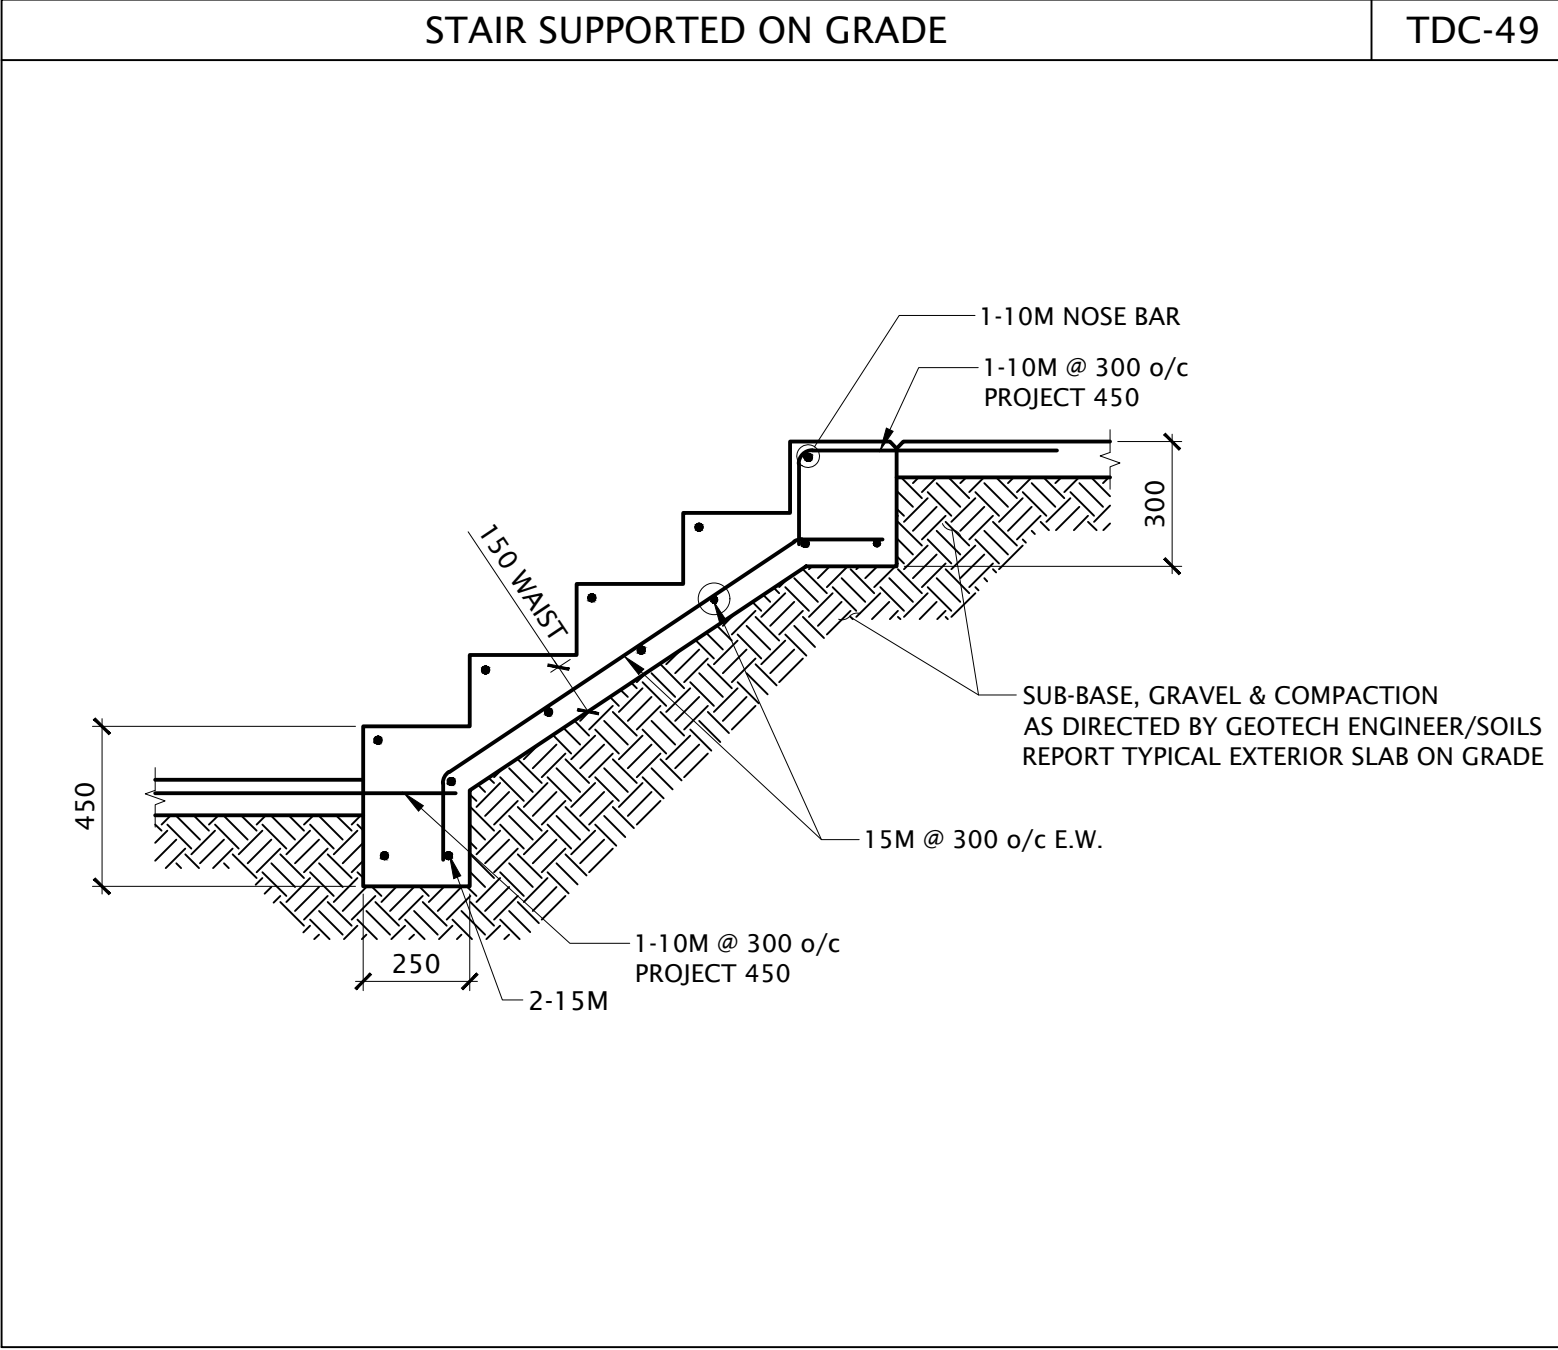 STAIR SUPPORTED ON GRADE
TDC-49
1-10M NOSE BAR
1-10M @ 300 o/c
PROJECT 450
300
150 WAIST
SUB-BASE, GRAVEL & COMPACTION
AS DIRECTED BY GEOTECH ENGINEER/SOILS
REPORT TYPICAL EXTERIOR SLAB ON GRADE
450
15M @ 300 o/c E.W.
1-10M @ 300 o/c
PROJECT 450
250
2-15M